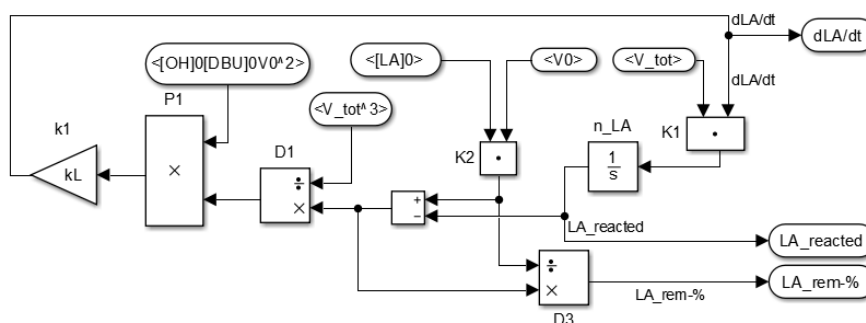 dLA/dt
dLA/dt
<[OH]0[DBU]0V0^2>
<[LA]0>
<V0>
<V_tot>
dLA/dt
P1
<V_tot^3>
n_LA
K1
k1
D1
K2
1
s
kL
×
÷
×
+
−
LA_reacted
LA_reacted
÷
×
LA_rem-%
LA_rem-%
D3